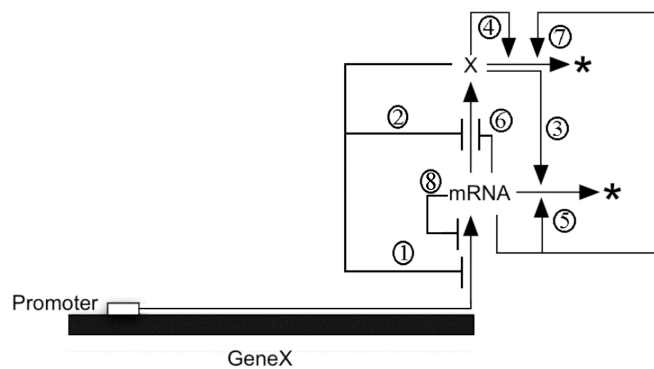 ④ ⑦
X *
② ⑥ ③
⑧ mRNA *
⑤
①
Promoter
GeneX